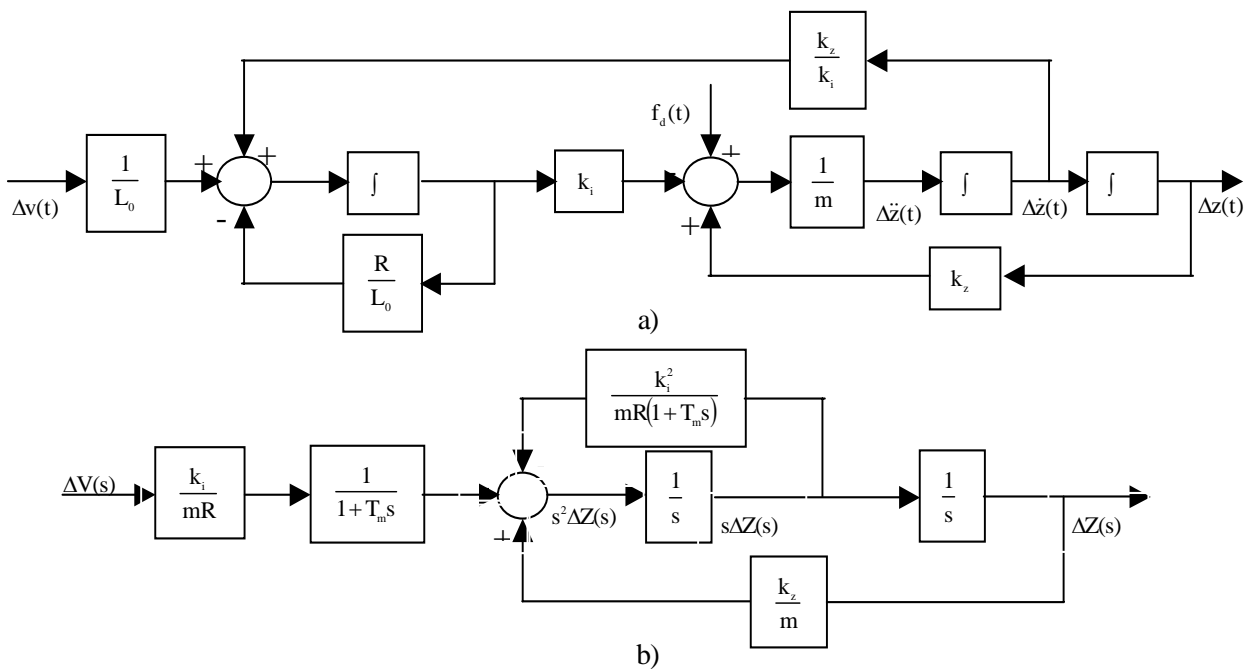 k_z
k_i
f_d(t)
1
L_0
+
+
-
∫
k_i
-
+
+
1
m
∫
∫
Δv(t)
Δz̈(t)
Δż(t)
Δz(t)
R
L_0
k_z
a)
k_i^2
mR(1+T_m s)
ΔV(s)
k_i
mR
1
1+T_m s
+
s^2ΔZ(s)
1
s
sΔZ(s)
1
s
ΔZ(s)
k_z
m
b)